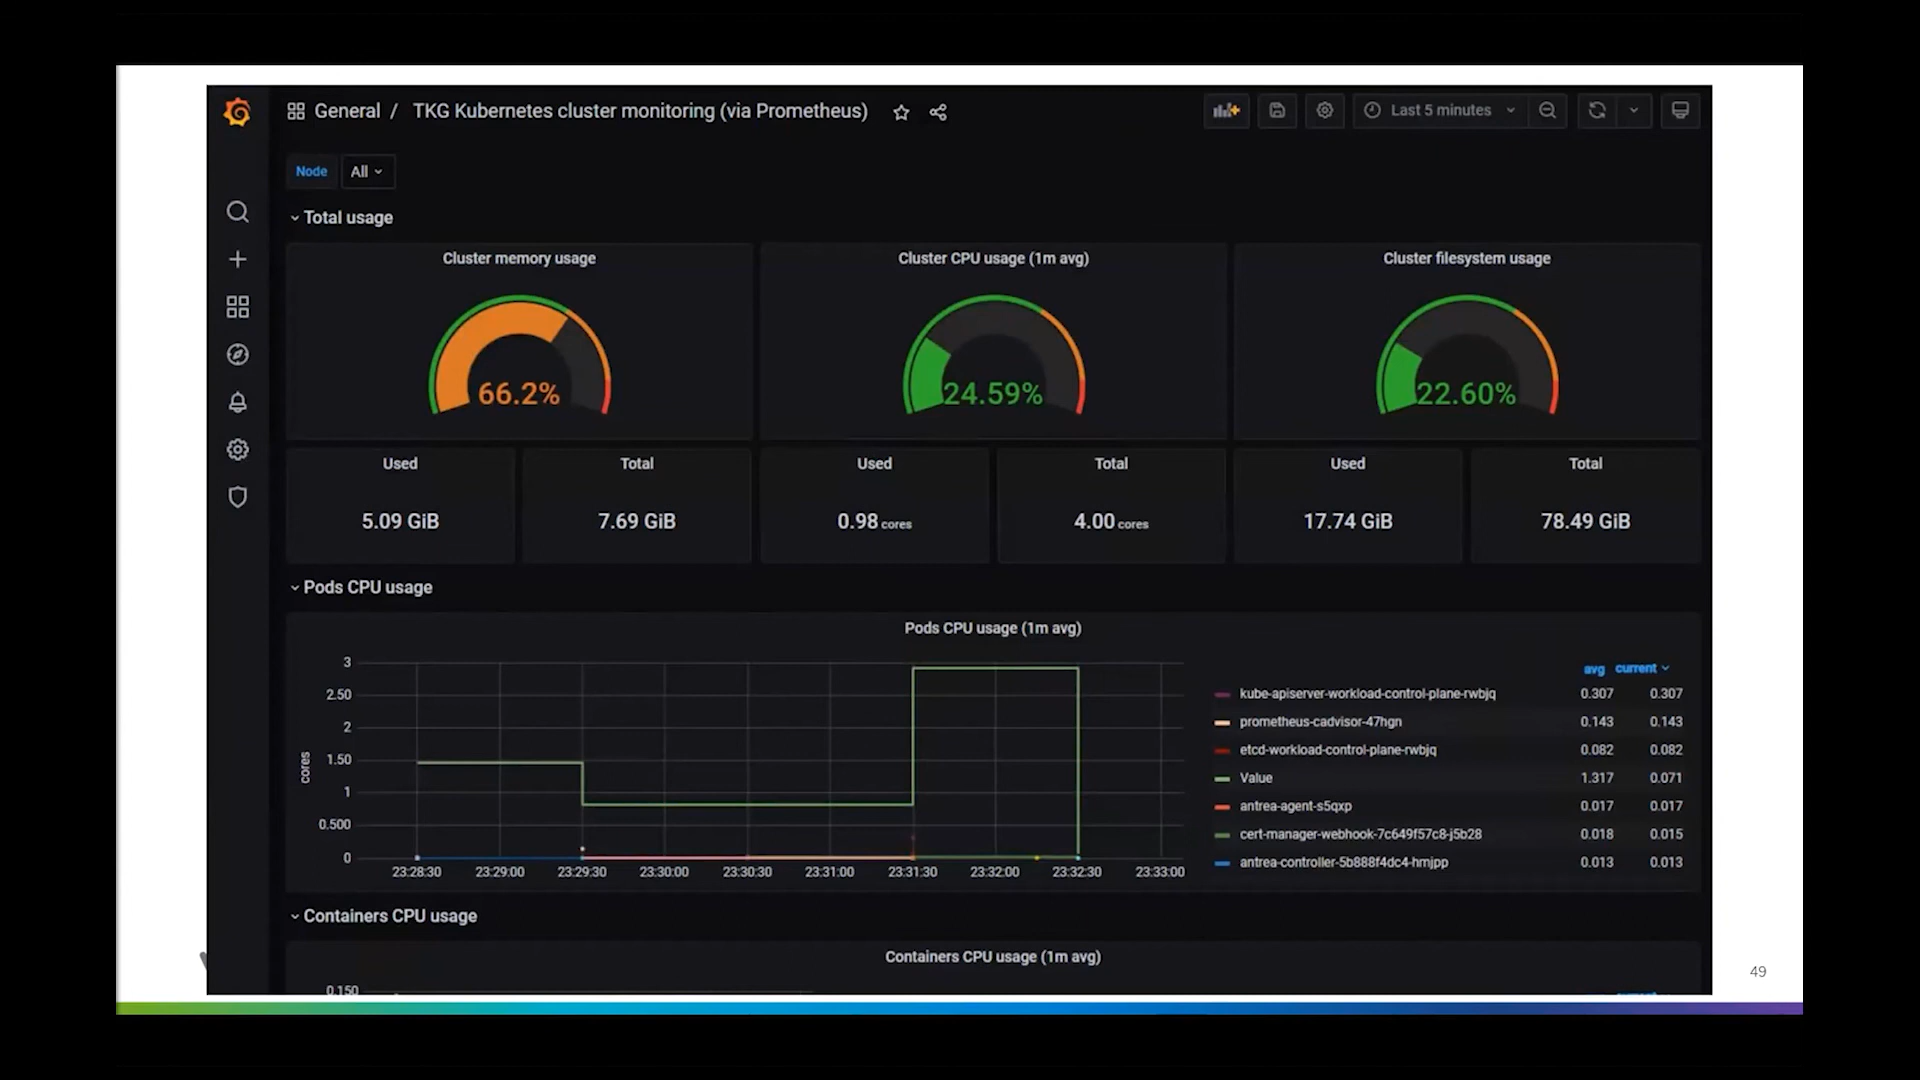 General / TKG Kubernetes cluster monitoring (via Prometheus)
Last 5 minutes
Node All
Total usage
Cluster memory usage
Cluster CPU usage (1m avg)
Cluster filesystem usage
66.2%
24.59%
22.60%
Used
Total
Used
Total
Used
Total
5.09 GiB
7.69 GiB
0.98 cores
4.00 cores
17.74 GiB
78.49 GiB
Pods CPU usage
Pods CPU usage (1m avg)
cores
3
2.50
2
1.50
1
0.500
0
23:28:30 23:29:00 23:29:30 23:30:00 23:30:30 23:31:00 23:31:30 23:32:00 23:32:30 23:33:00
avg current
kube-apiserver-workload-control-plane-rwbjq 0.307 0.307
prometheus-cadvisor-47hgn 0.143 0.143
etcd-workload-control-plane-rwbjq 0.082 0.082
Value 1.317 0.071
antrea-agent-s5qxp 0.017 0.017
cert-manager-webhook-7c649f57c8-j5b28 0.018 0.015
antrea-controller-5b888f4dc4-hmjpp 0.013 0.013
Containers CPU usage
Containers CPU usage (1m avg)
0.150
49